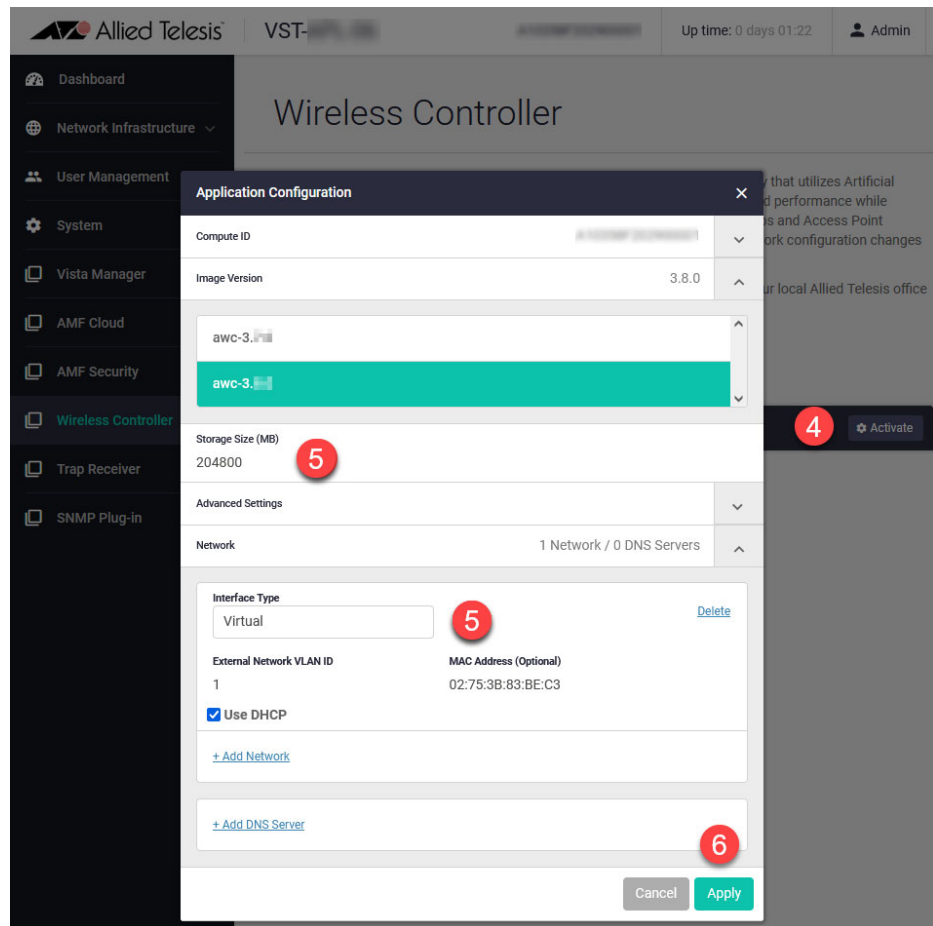 Allied Telesis
VST-
Up time: 0 days 01:22
Admin
Dashboard
Network Infrastructure
User Management
System
Vista Manager
AMF Cloud
AMF Security
Wireless Controller
Trap Receiver
SNMP Plug-in
Wireless Controller
that utilizes Artificial
performance while
and Access Point
configuration changes
local Allied Telesis office
4
Activate
Application Configuration
Compute ID
Image Version 3.8.0
awc-3.
awc-3.
Storage Size (MB)
204800
5
Advanced Settings
Network 1 Network / 0 DNS Servers
Interface Type
Virtual
5
Delete
External Network VLAN ID MAC Address (Optional)
1 02:75:3B:83:BE:C3
Use DHCP
+ Add Network
+ Add DNS Server
6
Cancel Apply